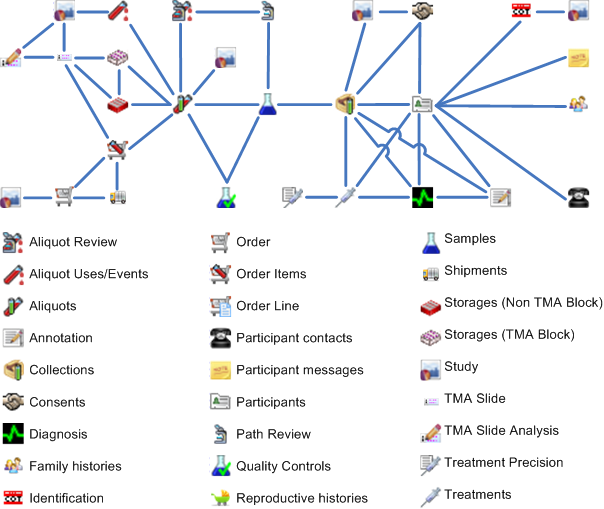 Aliquot Review
Aliquot Uses/Events
Aliquots
Annotation
Collections
Consents
Diagnosis
Family histories
Identification
Order
Order Items
Order Line
Participant contacts
Participant messages
Participants
Path Review
Quality Controls
Reproductive histories
Samples
Shipments
Storages (Non TMA Block)
Storages (TMA Block)
Study
TMA Slide
TMA Slide Analysis
Treatment Precision
Treatments